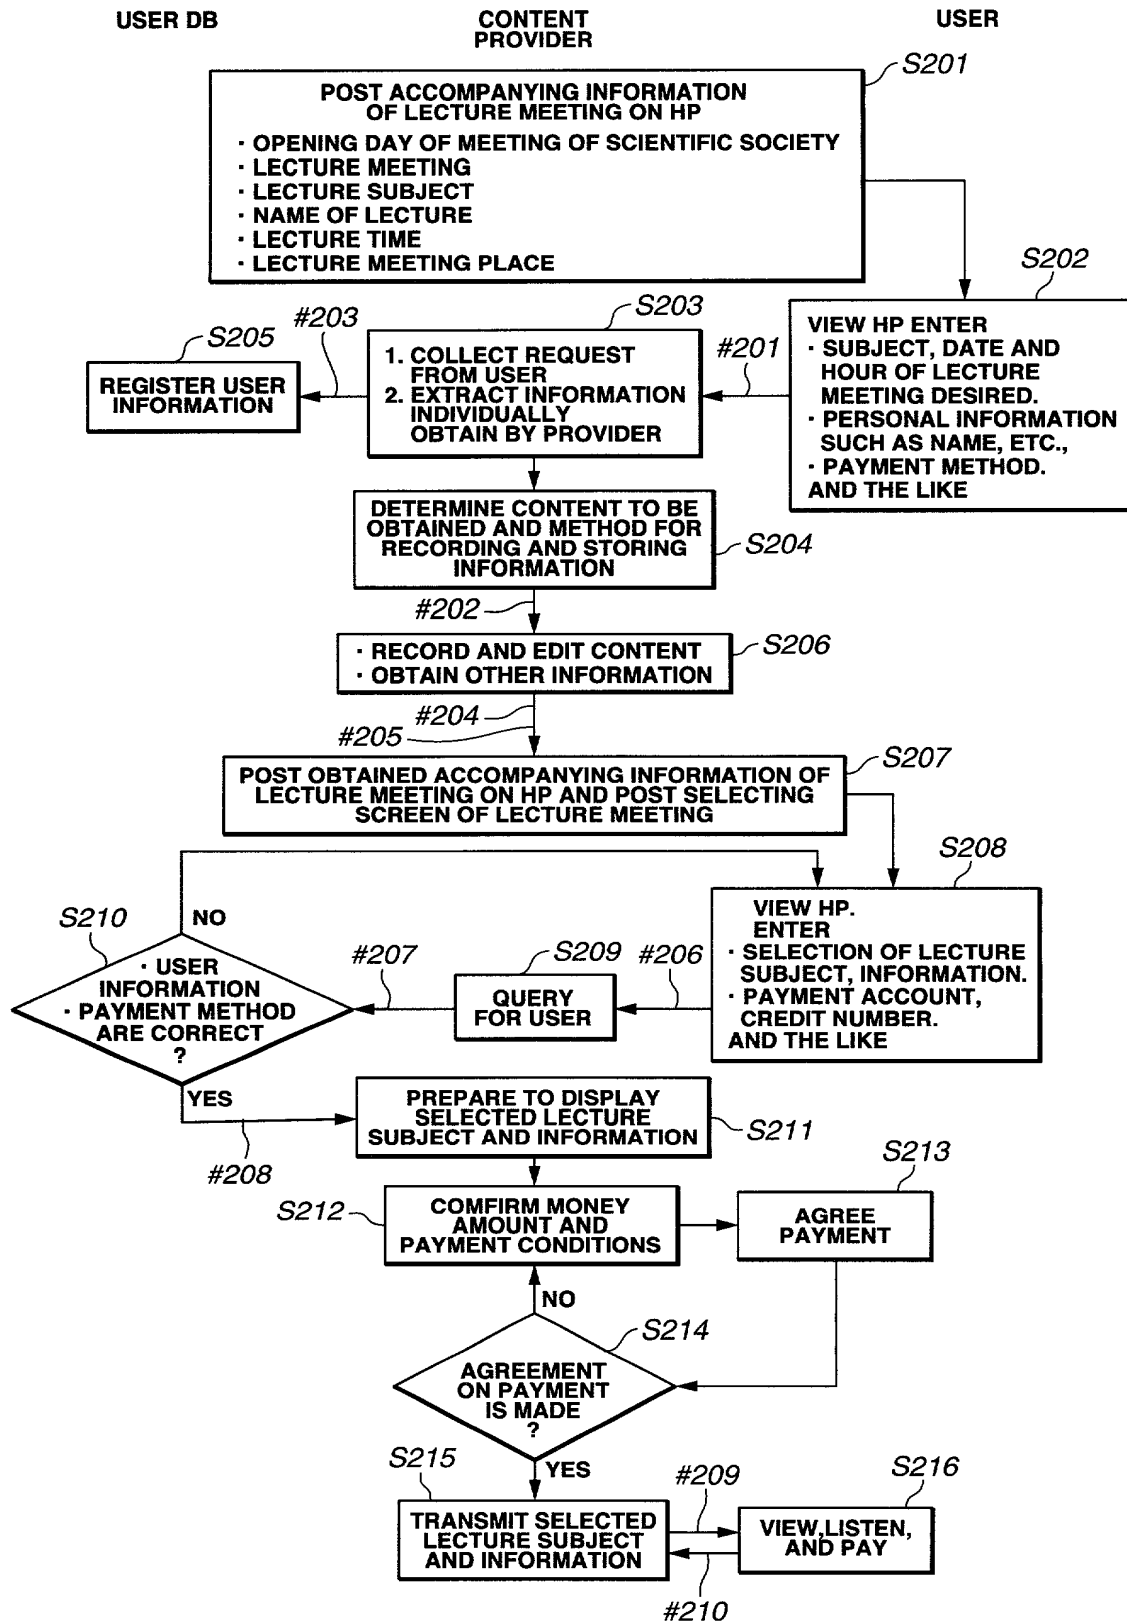 USER DB
CONTENT
PROVIDER
USER
S201
POST ACCOMPANYING INFORMATION
OF LECTURE MEETING ON HP
· OPENING DAY OF MEETING OF SCIENTIFIC SOCIETY
· LECTURE MEETING
· LECTURE SUBJECT
· NAME OF LECTURE
· LECTURE TIME
· LECTURE MEETING PLACE
S202
VIEW HP ENTER
· SUBJECT, DATE AND
HOUR OF LECTURE
MEETING DESIRED.
· PERSONAL INFORMATION
SUCH AS NAME, ETC.,
· PAYMENT METHOD.
AND THE LIKE
#201
S203
1. COLLECT REQUEST
FROM USER
2. EXTRACT INFORMATION
INDIVIDUALLY
OBTAIN BY PROVIDER
#203
S205
REGISTER USER
INFORMATION
DETERMINE CONTENT TO BE
OBTAINED AND METHOD FOR
RECORDING AND STORING
INFORMATION
S204
#202
· RECORD AND EDIT CONTENT
· OBTAIN OTHER INFORMATION
S206
#204
#205
S207
POST OBTAINED ACCOMPANYING INFORMATION OF
LECTURE MEETING ON HP AND POST SELECTING
SCREEN OF LECTURE MEETING
S208
VIEW HP.
ENTER
· SELECTION OF LECTURE
SUBJECT, INFORMATION.
· PAYMENT ACCOUNT,
CREDIT NUMBER.
AND THE LIKE
#206
S209
QUERY
FOR USER
#207
S210
NO
· USER
INFORMATION
· PAYMENT METHOD
ARE CORRECT
?
YES
#208
PREPARE TO DISPLAY
SELECTED LECTURE
SUBJECT AND INFORMATION
S211
S212
COMFIRM MONEY
AMOUNT AND
PAYMENT CONDITIONS
S213
AGREE
PAYMENT
NO
S214
AGREEMENT
ON PAYMENT
IS MADE
?
YES
S215
TRANSMIT SELECTED
LECTURE SUBJECT
AND INFORMATION
#209
S216
VIEW,LISTEN,
AND PAY
#210